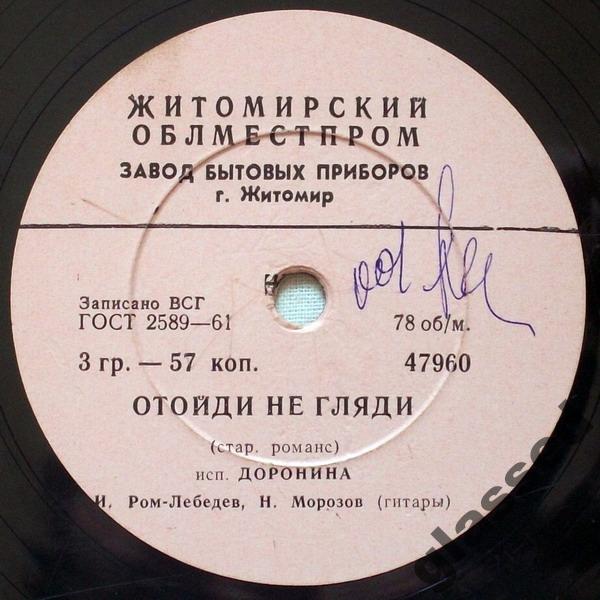 ЖИТОМИРСКИЙ
ОБЛМЕСТПРОМ
ЗАВОД БЫТОВЫХ ПРИБОРОВ
г. Житомир
Записано ВСГ
ГОСТ 2589—61
78 об/м.
3 гр. — 57 коп.
47960
ОТОЙДИ НЕ ГЛЯДИ
(стар. романс)
исп. ДОРОНИНА
И. Ром-Лебедев, Н. Морозов (гитары)